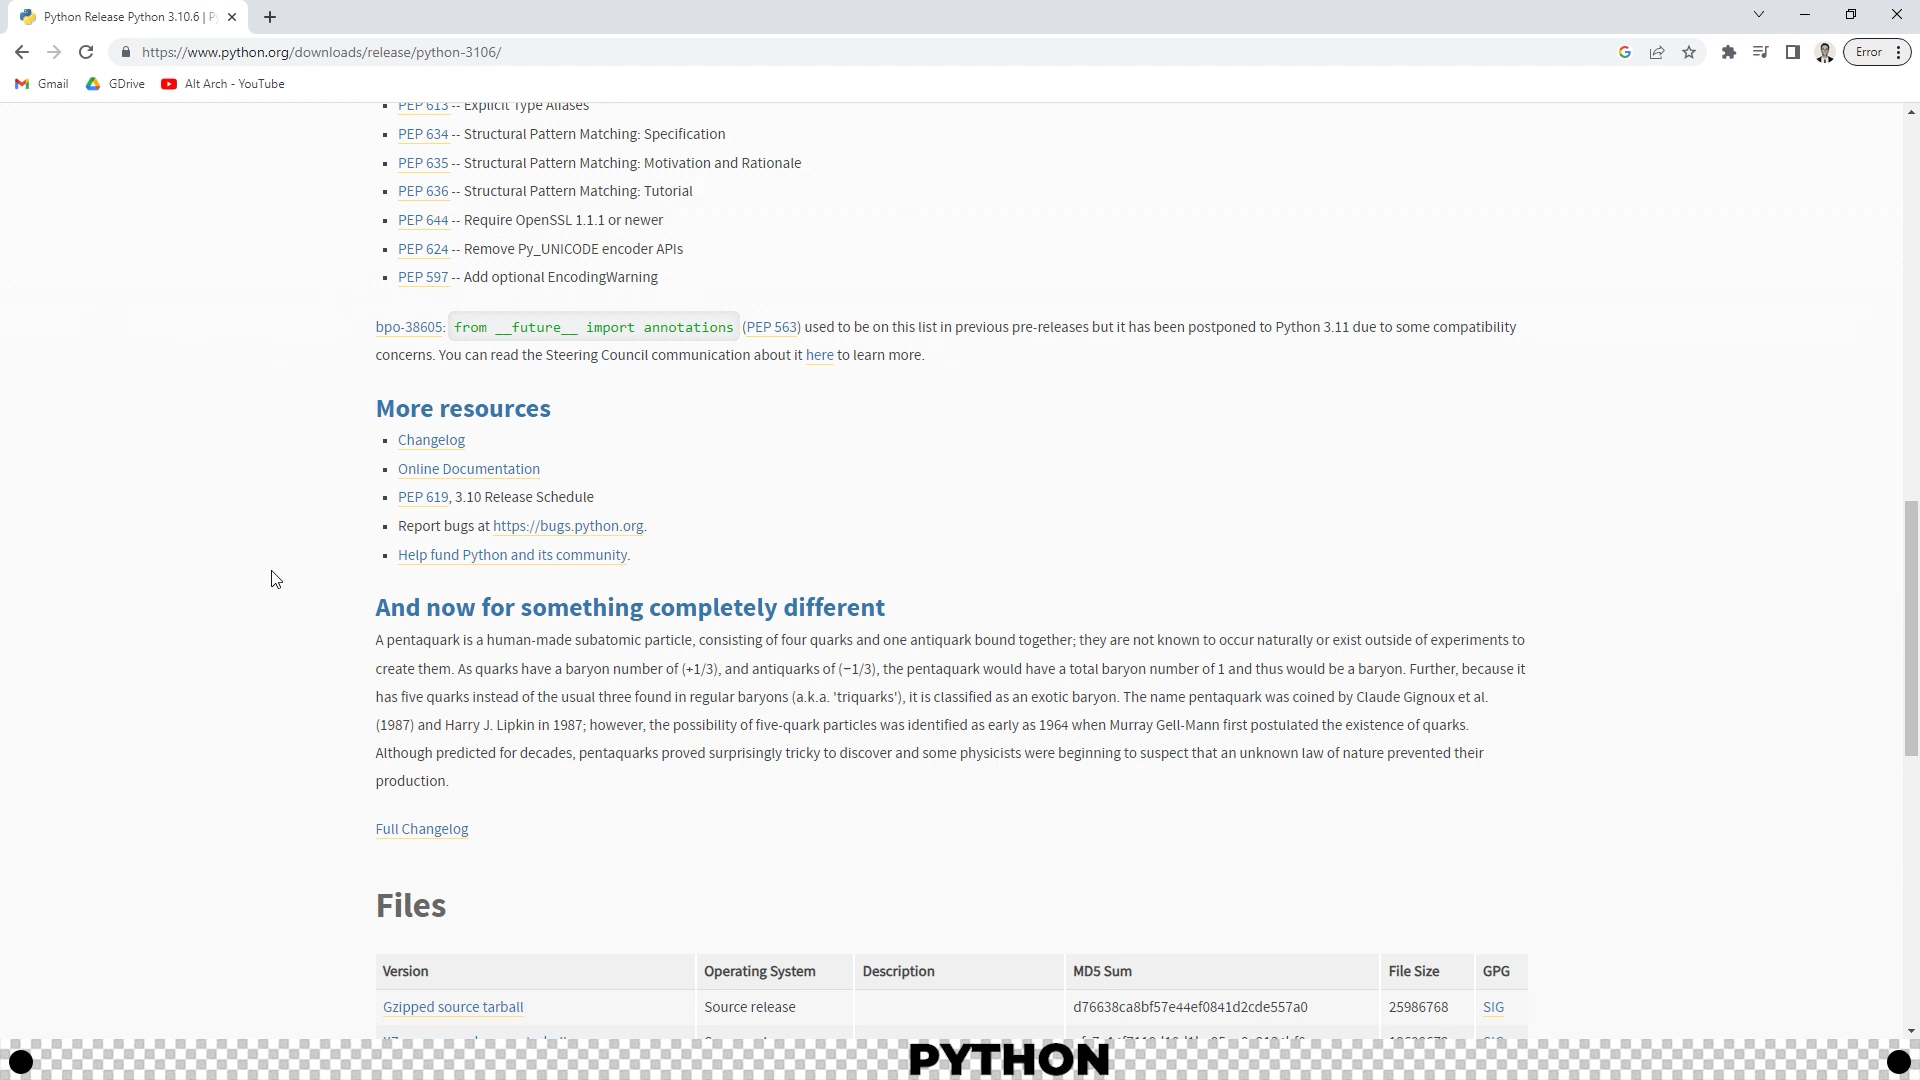 Python Release Python 3.10.6 | P
https://www.python.org/downloads/release/python-3106/
Error
Gmail
GDrive
Alt Arch - YouTube
PEP 613 -- Explicit Type Aliases
PEP 634 -- Structural Pattern Matching: Specification
PEP 635 -- Structural Pattern Matching: Motivation and Rationale
PEP 636 -- Structural Pattern Matching: Tutorial
PEP 644 -- Require OpenSSL 1.1.1 or newer
PEP 624 -- Remove Py_UNICODE encoder APIs
PEP 597 -- Add optional EncodingWarning
bpo-38605: from __future__ import annotations (PEP 563) used to be on this list in previous pre-releases but it has been postponed to Python 3.11 due to some compatibility
concerns. You can read the Steering Council communication about it here to learn more.
More resources
Changelog
Online Documentation
PEP 619, 3.10 Release Schedule
Report bugs at https://bugs.python.org.
Help fund Python and its community.
And now for something completely different
A pentaquark is a human-made subatomic particle, consisting of four quarks and one antiquark bound together; they are not known to occur naturally or exist outside of experiments to
create them. As quarks have a baryon number of (+1/3), and antiquarks of (−1/3), the pentaquark would have a total baryon number of 1 and thus would be a baryon. Further, because it
has five quarks instead of the usual three found in regular baryons (a.k.a. 'triquarks'), it is classified as an exotic baryon. The name pentaquark was coined by Claude Gignoux et al.
(1987) and Harry J. Lipkin in 1987; however, the possibility of five-quark particles was identified as early as 1964 when Murray Gell-Mann first postulated the existence of quarks.
Although predicted for decades, pentaquarks proved surprisingly tricky to discover and some physicists were beginning to suspect that an unknown law of nature prevented their
production.
Full Changelog
Files
Version Operating System Description MD5 Sum File Size GPG
Gzipped source tarball Source release d76638ca8bf57e44ef0841d2cde557a0 25986768 SIG
PYTHON